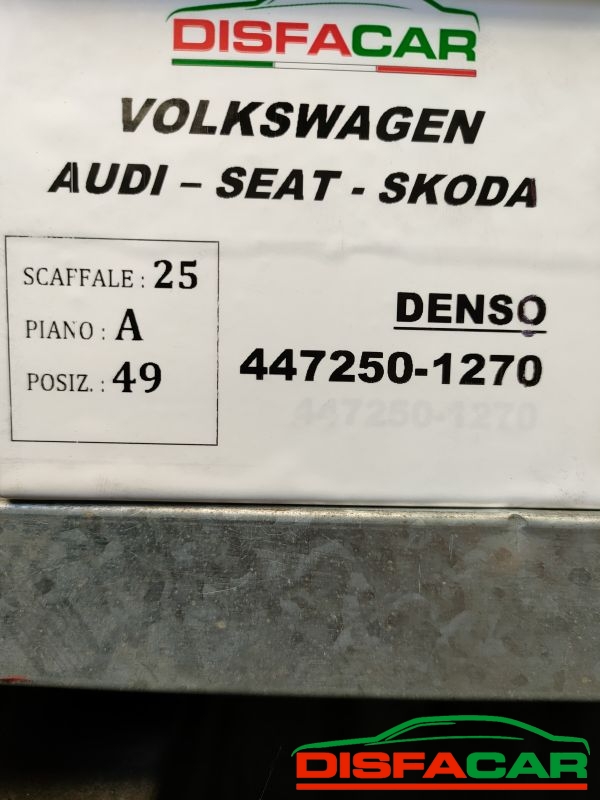 DISFACAR
VOLKSWAGEN
AUDI – SEAT - SKODA
SCAFFALE : 25
PIANO : A
POSIZ. : 49
DENSO
447250-1270
447250-1270
DISFACAR